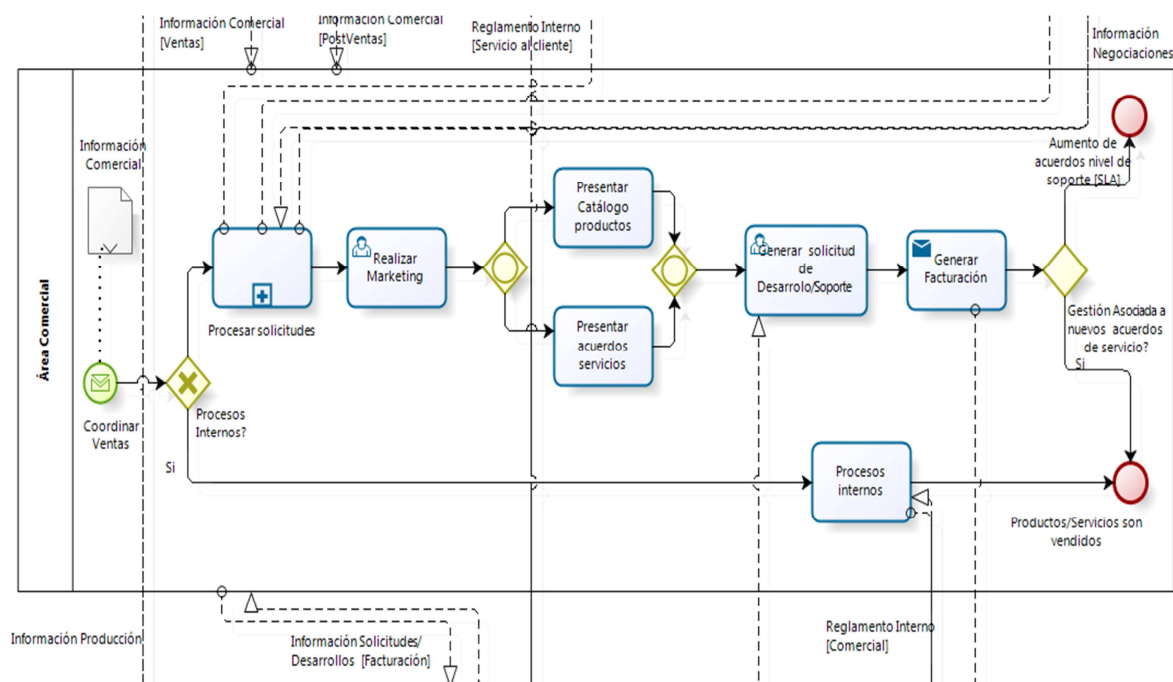 Información Comercial
[Ventas]
Información Comercial
[PostVentas]
Reglamento Interno
[Servicio al cliente]
Información
Negociaciones
Área Comercial
Información
Comercial
Coordinar
Ventas
Procesos
Internos?
Si
Procesar solicitudes
Realizar
Marketing
Presentar
Catálogo
productos
Presentar
acuerdos
servicios
Generar solicitud
de
Desarrolo/Soporte
Generar
Facturación
Aumento de
acuerdos nivel de
soporte [SLA]
Gestión Asociada a
nuevos acuerdos
de servicio?
Si
Procesos
internos
Productos/Servicios son
vendidos
Información Producción
Información Solicitudes/
Desarrollos [Facturación]
Reglamento Interno
[Comercial]